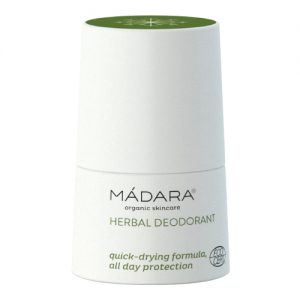 MÁDARA®
organic skincare
HERBAL DEODORANT
quick-drying formula,
all day protection